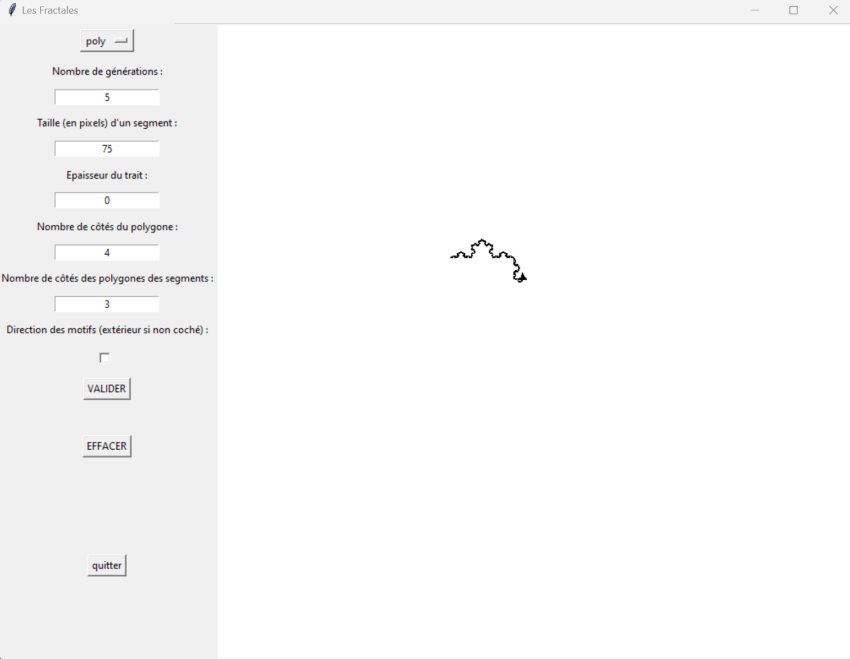 Les Fractales
poly
Nombre de générations :
5
Taille (en pixels) d'un segment :
75
Epaisseur du trait :
0
Nombre de côtés du polygone :
4
Nombre de côtés des polygones des segments :
3
Direction des motifs (extérieur si non coché) :
VALIDER
EFFACER
quitter